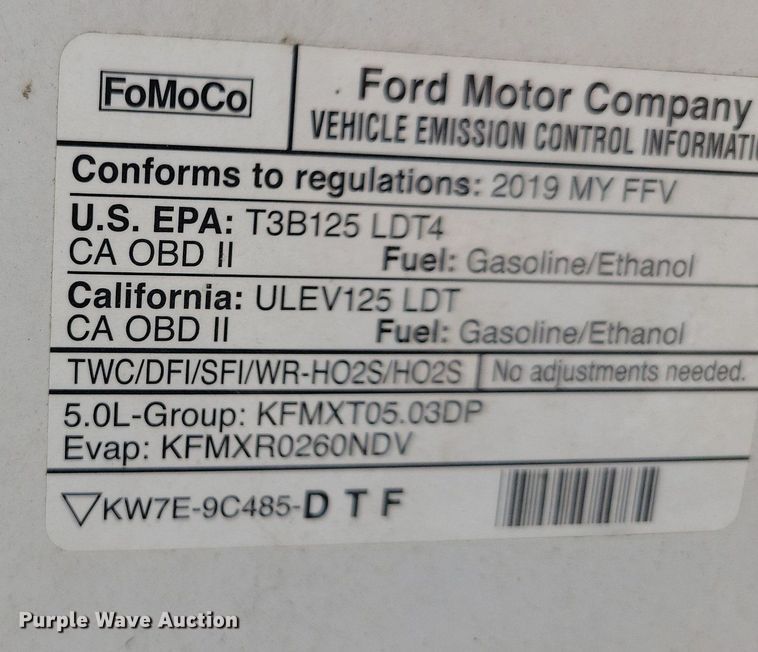 FoMoCo
Ford Motor Company
VEHICLE EMISSION CONTROL INFORMATI
Conforms to regulations: 2019 MY FFV
U.S. EPA: T3B125 LDT4
CA OBD II Fuel: Gasoline/Ethanol
California: ULEV125 LDT
CA OBD II Fuel: Gasoline/Ethanol
TWC/DFI/SFI/WR-HO2S/HO2S No adjustments needed.
5.0L-Group: KFMXT05.03DP
Evap: KFMXR0260NDV
KW7E-9C485-D T F
Purple Wave Auction